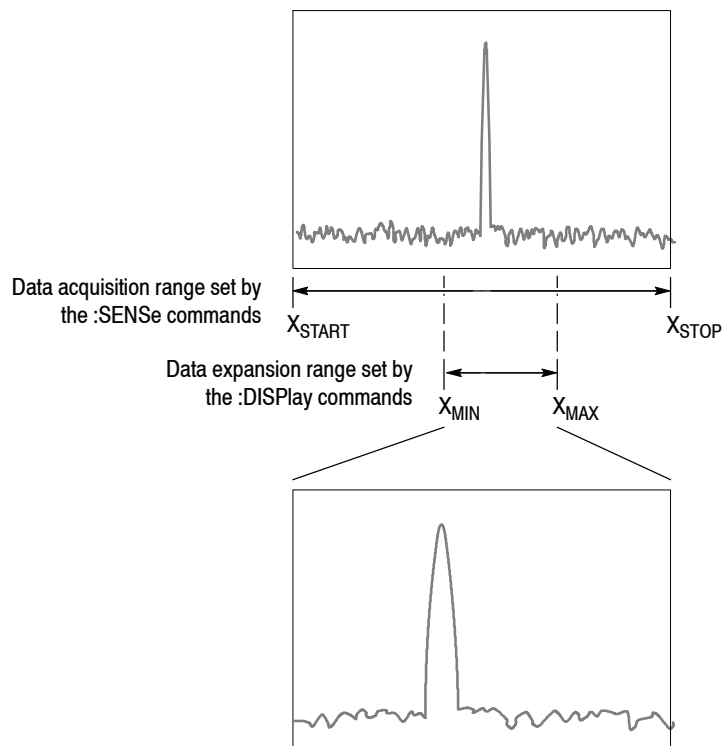 Data acquisition range set by
the :SENSe commands
XSTART
XSTOP
Data expansion range set by
the :DISPlay commands
XMIN
XMAX